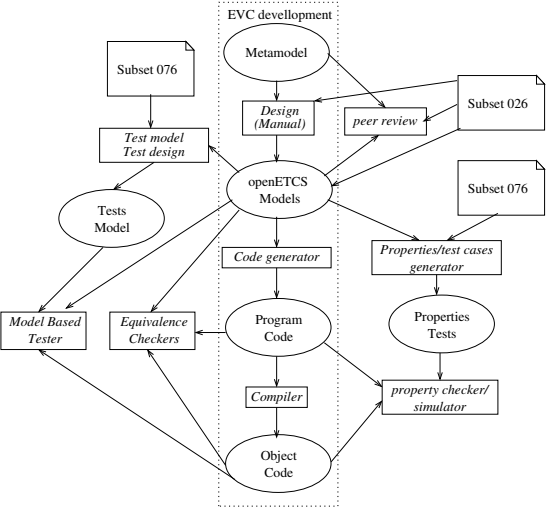 EVC devellopment
Metamodel
Subset 076
Subset 026
Design
(Manual)
peer review
Test model
Test design
openETCS
Models
Subset 076
Tests
Model
Code generator
Properties/test cases
generator
Model Based
Tester
Equivalence
Checkers
Program
Code
Properties
Tests
Compiler
property checker/
simulator
Object
Code